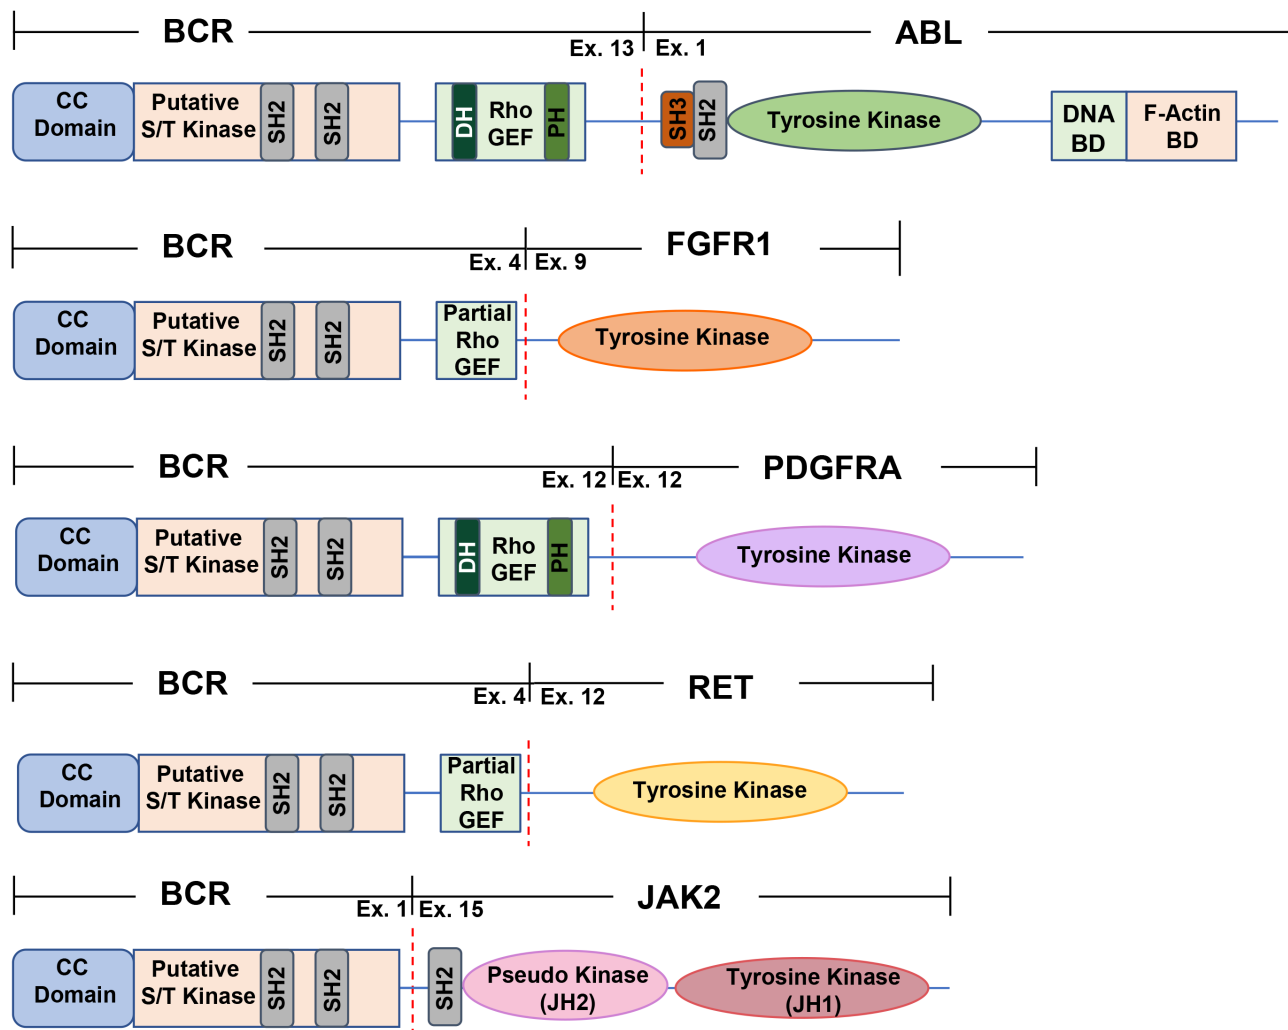 BCR
ABL
Ex. 13
Ex. 1
CC
Domain
Putative
S/T Kinase
SH2
SH2
DH
Rho
GEF
PH
SH3
SH2
Tyrosine Kinase
DNA
BD
F-Actin
BD
BCR
FGFR1
Ex. 4
Ex. 9
CC
Domain
Putative
S/T Kinase
SH2
SH2
Partial
Rho
GEF
Tyrosine Kinase
BCR
PDGFRA
Ex. 12
Ex. 12
CC
Domain
Putative
S/T Kinase
SH2
SH2
DH
Rho
GEF
PH
Tyrosine Kinase
BCR
RET
Ex. 4
Ex. 12
CC
Domain
Putative
S/T Kinase
SH2
SH2
Partial
Rho
GEF
Tyrosine Kinase
BCR
JAK2
Ex. 1
Ex. 15
CC
Domain
Putative
S/T Kinase
SH2
SH2
SH2
Pseudo Kinase
(JH2)
Tyrosine Kinase
(JH1)